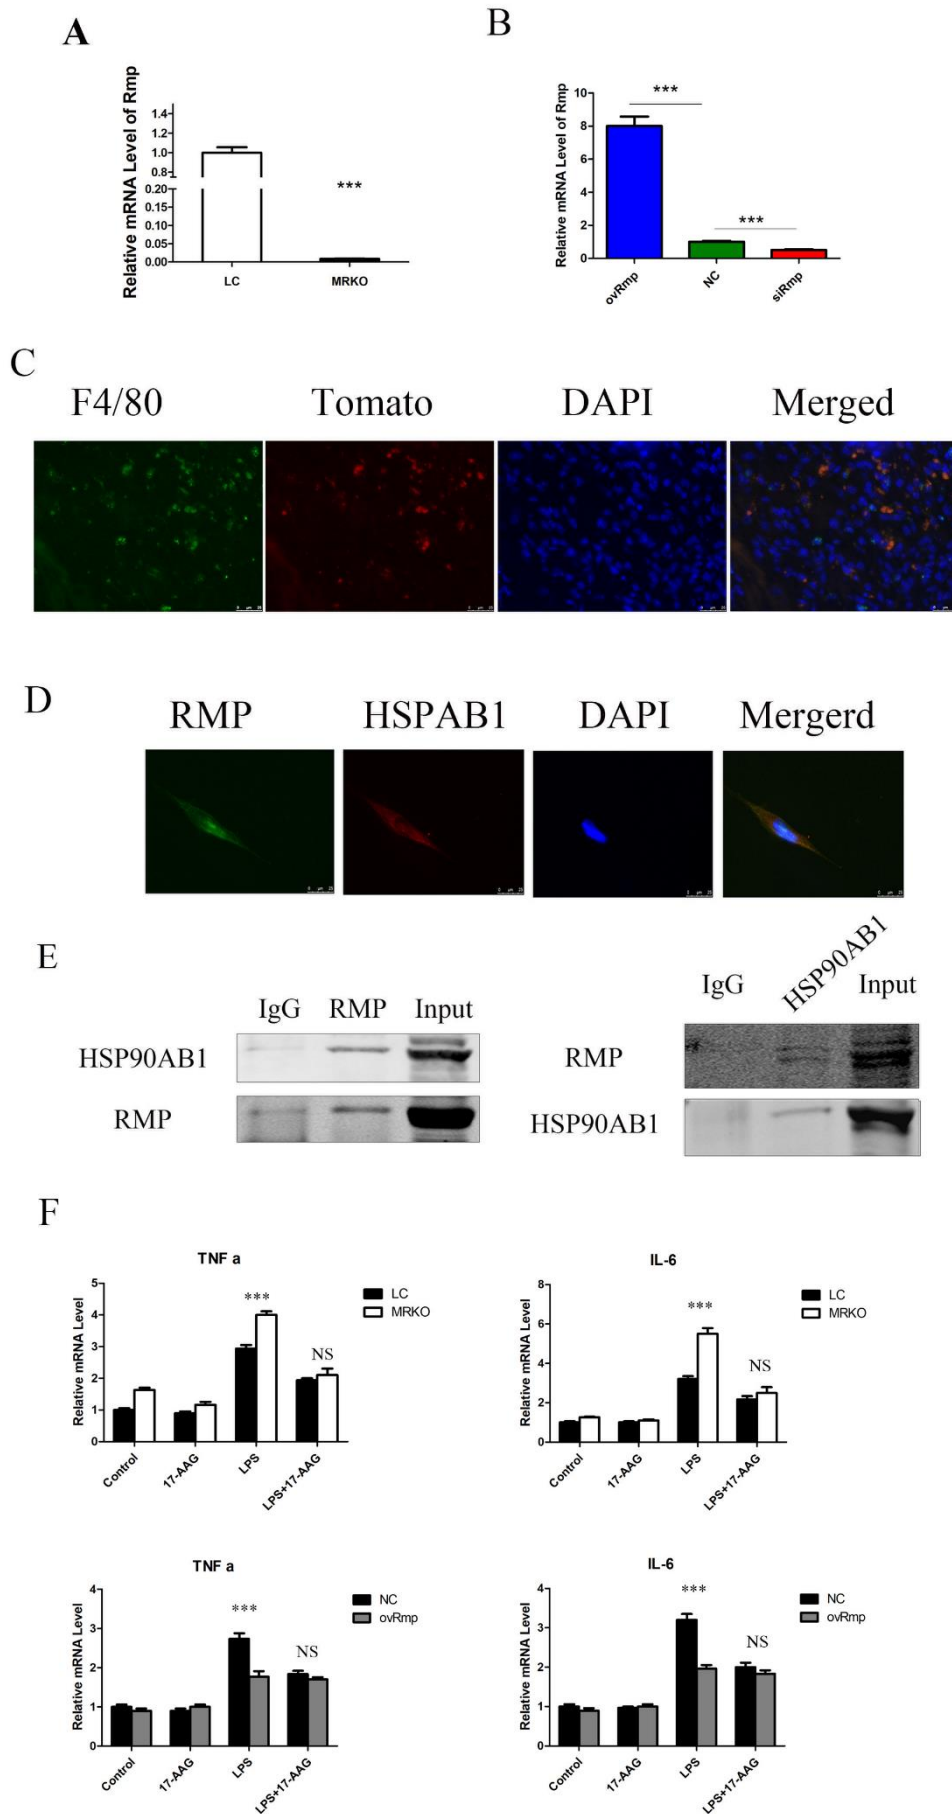 A
Relative mRNA Level of Rmp
1.4
1.2
1.0
0.8
0.20
0.15
0.10
0.05
0.00
***
LC
MRKO
B
Relative mRNA Level of Rmp
10
8
6
4
2
0
***
***
ovRmp
NC
siRmp
C
F4/80 Tomato DAPI Merged
D
RMP HSPAB1 DAPI Mergerd
E
IgG RMP Input
HSP90AB1
RMP
IgG HSP90AB1 Input
RMP
HSP90AB1
F
TNF a
Relative mRNA Level
5
4
3
2
1
0
***
NS
LC
MRKO
Control
17-AAG
LPS
LPS+17-AAG
IL-6
Relative mRNA Level
8
6
4
2
0
***
NS
LC
MRKO
Control
17-AAG
LPS
LPS+17-AAG
TNF a
Relative mRNA Level
4
3
2
1
0
***
NS
NC
ovRmp
Control
17-AAG
LPS
LPS+17-AAG
IL-6
Relative mRNA Level
4
3
2
1
0
***
NS
NC
ovRmp
Control
17-AAG
LPS
LPS+17-AAG